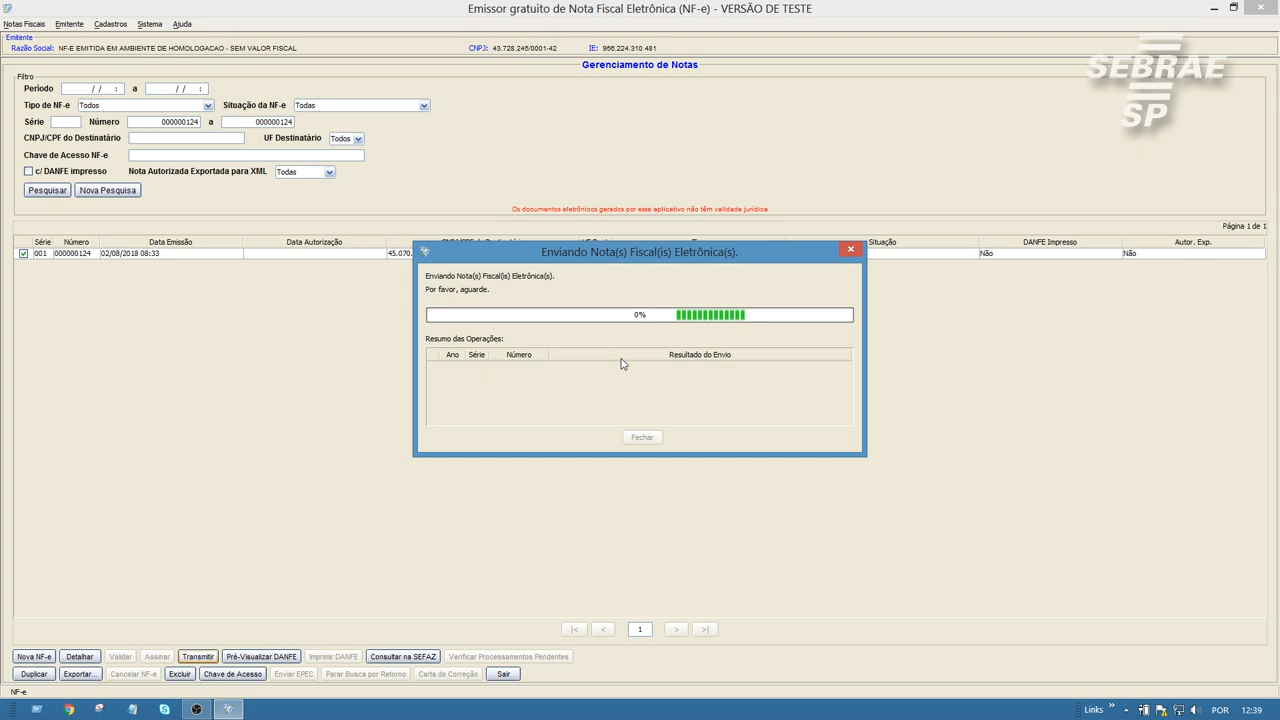 Emissor gratuito de Nota Fiscal Eletrônica (NF-e) - VERSÃO DE TESTE
Notas Fiscais Emitente Cadastros Sistema Ajuda
Emitente
Razão Social: NF-E EMITIDA EM AMBIENTE DE HOMOLOGACAO - SEM VALOR FISCAL CNPJ: 43.728.245/0001-42 IE: 956.224.310.481
Gerenciamento de Notas
SEBRAE
SP
Filtro
Período / / : a / / :
Tipo de NF-e Todos Situação da NF-e Todas
Série Número 000000124 a 000000124
CNPJ/CPF do Destinatário UF Destinatário Todos
Chave de Acesso NF-e
c/ DANFE impresso Nota Autorizada Exportada para XML Todas
Pesquisar Nova Pesquisa
Os documentos eletrônicos gerados por esse aplicativo não têm validade jurídica
Página 1 de 1
Série Número Data Emissão Data Autorização Situação DANFE Impresso Autor. Exp.
001 000000124 02/08/2018 08:33 45.070. Não Não
Enviando Nota(s) Fiscal(is) Eletrônica(s).
Enviando Nota(s) Fiscal(is) Eletrônica(s).
Por favor, aguarde.
0%
Resumo das Operações:
Ano Série Número Resultado do Envio
Fechar
|< < 1 > >|
Nova NF-e Detalhar Validar Assinar Transmitir Pré-Visualizar DANFE Imprimir DANFE Consultar na SEFAZ Verificar Processamentos Pendentes
Duplicar Exportar... Cancelar NF-e Excluir Chave de Acesso Enviar EPEC Parar Busca por Retorno Carta de Correção Sair
NF-e
Links » POR 12:39